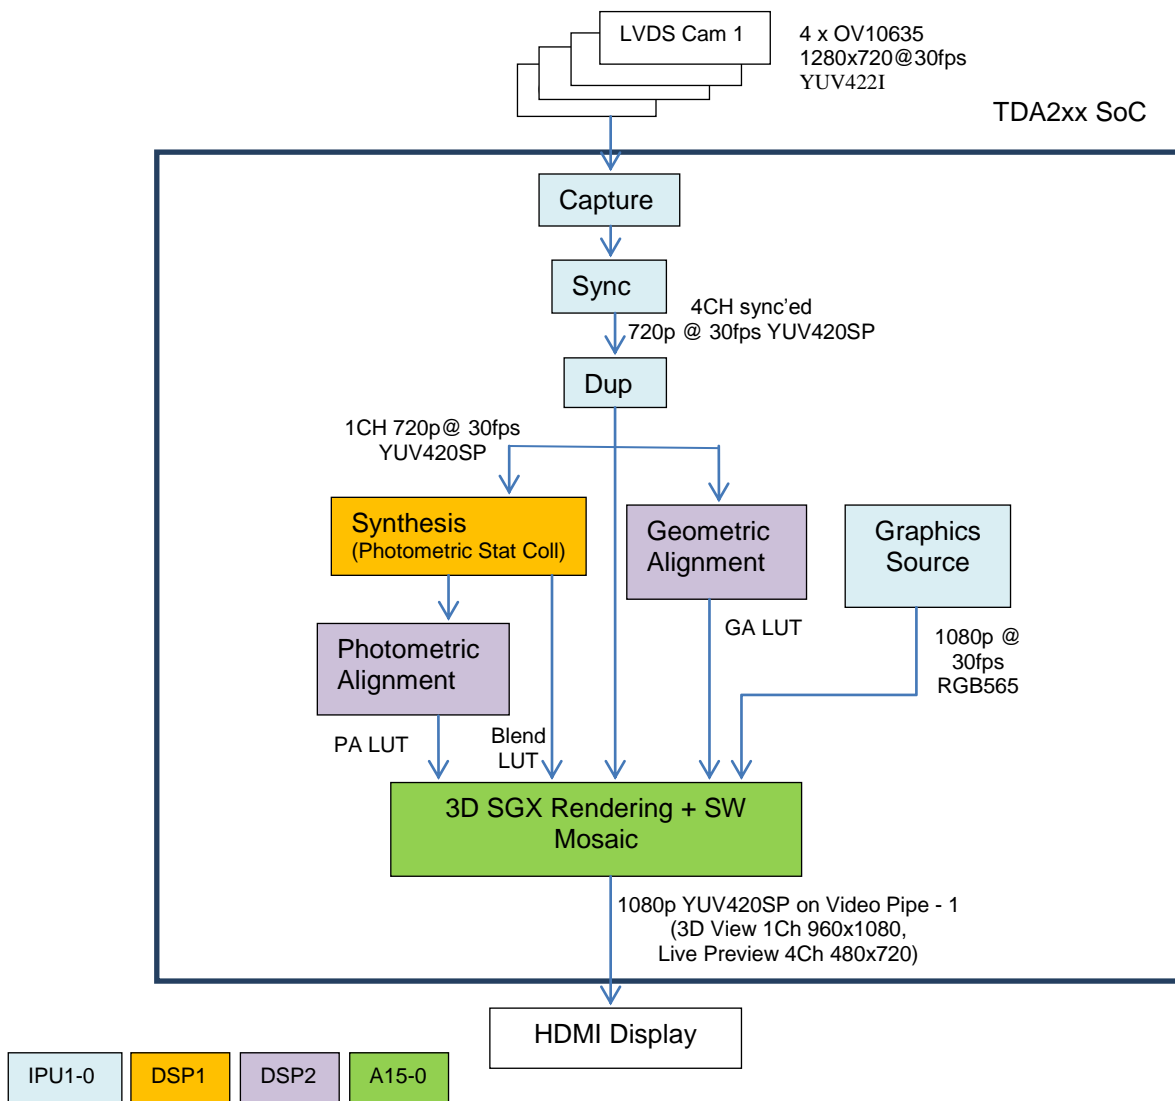 LVDS Cam 1
4 x OV10635
1280x720@30fps
YUV422I
TDA2xx SoC
Capture
Sync
4CH sync’ed
720p @ 30fps YUV420SP
Dup
1CH 720p@ 30fps
YUV420SP
Synthesis
(Photometric Stat Coll)
Geometric
Alignment
Graphics
Source
Photometric
Alignment
GA LUT
1080p @
30fps
RGB565
PA LUT
Blend
LUT
3D SGX Rendering + SW
Mosaic
1080p YUV420SP on Video Pipe - 1
(3D View 1Ch 960x1080,
Live Preview 4Ch 480x720)
HDMI Display
IPU1-0
DSP1
DSP2
A15-0